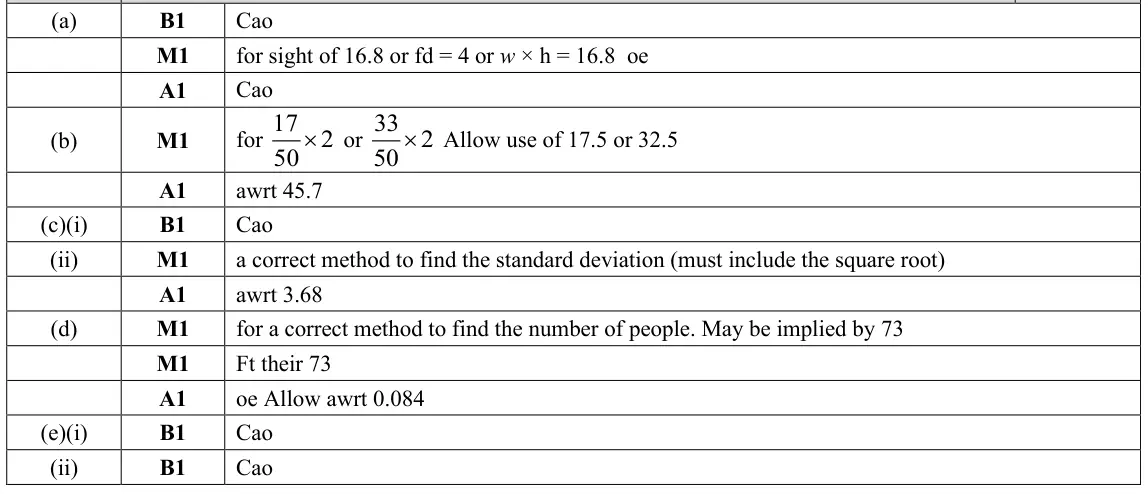 (a) B1 Cao
M1 for sight of 16.8 or fd = 4 or w × h = 16.8 oe
A1 Cao
(b) M1 for 17/50 × 2 or 33/50 × 2 Allow use of 17.5 or 32.5
A1 awrt 45.7
(c)(i) B1 Cao
(ii) M1 a correct method to find the standard deviation (must include the square root)
A1 awrt 3.68
(d) M1 for a correct method to find the number of people. May be implied by 73
M1 Ft their 73
A1 oe Allow awrt 0.084
(e)(i) B1 Cao
(ii) B1 Cao